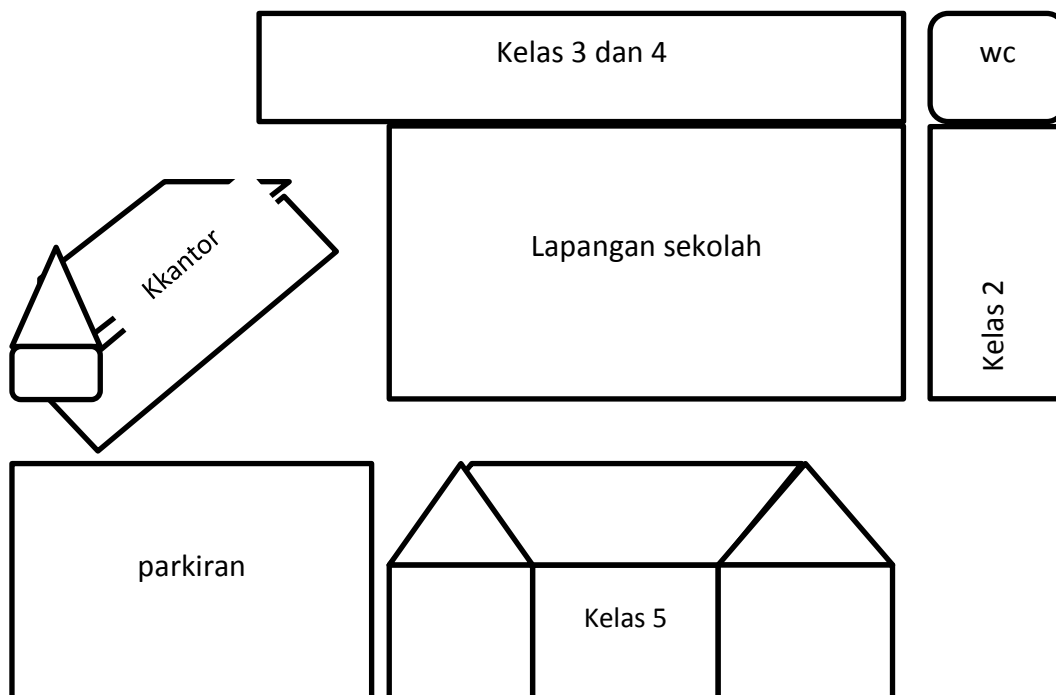 Kelas 3 dan 4
wc
Kkantor
Lapangan sekolah
Kelas 2
parkiran
Kelas 5